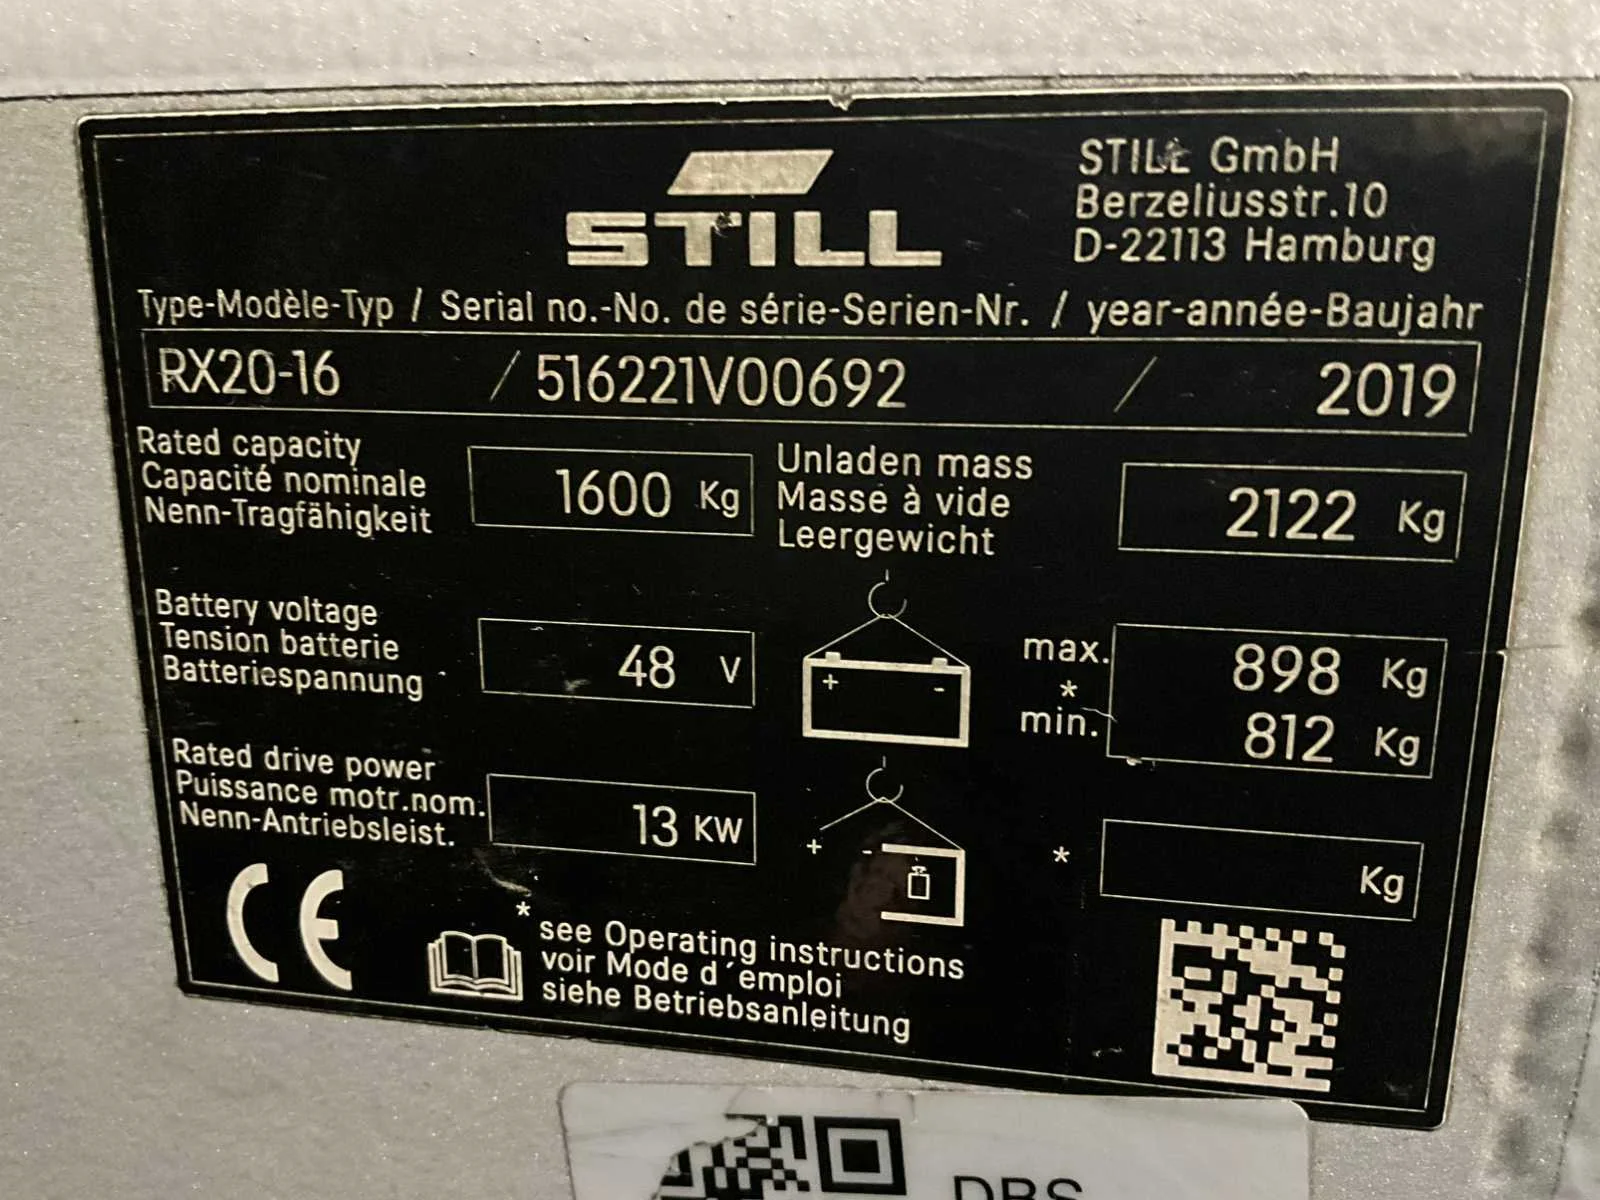 STILL
STILL GmbH
Berzeliusstr.10
D-22113 Hamburg
Type-Modèle-Typ / Serial no.-No. de série-Serien-Nr. / year-année-Baujahr
RX20-16 / 516221V00692 / 2019
Rated capacity
Capacité nominale
Nenn-Tragfähigkeit
1600 Kg
Unladen mass
Masse à vide
Leergewicht
2122 Kg
Battery voltage
Tension batterie
Batteriespannung
48 V
+ -
max. 898 Kg
*
min. 812 Kg
Rated drive power
Puissance motr.nom.
Nenn-Antriebsleist.
13 KW
+ -
* Kg
CE
* see Operating instructions
voir Mode d´emploi
siehe Betriebsanleitung
DBS